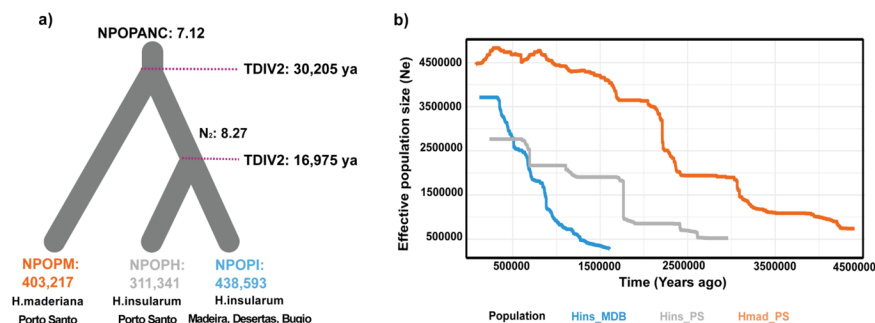 a)
NPOPANC: 7.12
TDIV2: 30,205 ya
N₂: 8.27
TDIV2: 16,975 ya
NPOPM: NPOPH: NPOPI:
403,217 311,341 438,593
H.maderiana H.insularum H.insularum
Porto Santo Porto Santo Madeira, Desertas, Bugio
b)
Effective population size (Ne)
4500000
3500000
2500000
1500000
500000
500000 1500000 2500000 3500000 4500000
Time (Years ago)
Population Hins_MDB Hins_PS Hmad_PS